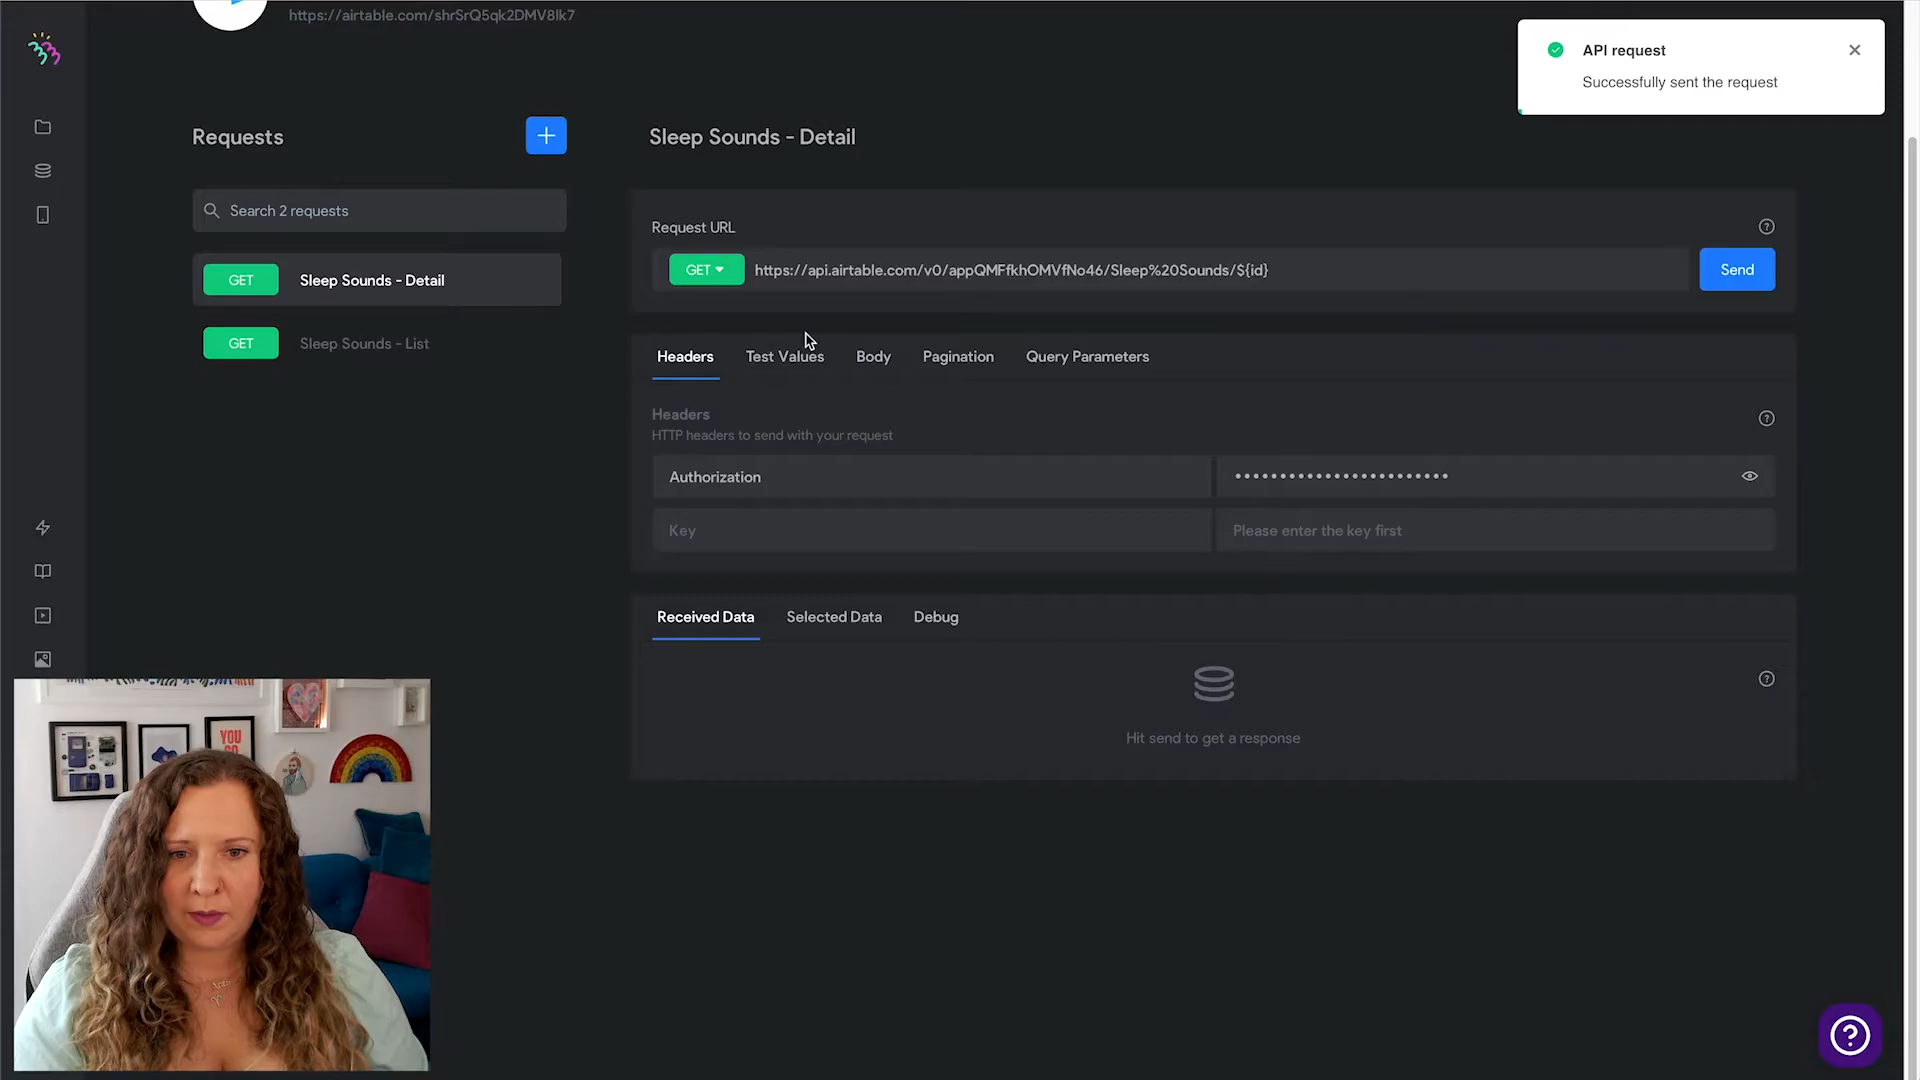 https://airtable.com/shrSrQ5qk2DMV8lk7
API request
Successfully sent the request
Requests
Search 2 requests
GET Sleep Sounds - Detail
GET Sleep Sounds - List
Sleep Sounds - Detail
Request URL
GET https://api.airtable.com/v0/appQMFfkhOMVfNo46/Sleep%20Sounds/${id} Send
Headers Test Values Body Pagination Query Parameters
Headers
HTTP headers to send with your request
Authorization ••••••••••••••••••••••••
Key Please enter the key first
Received Data Selected Data Debug
Hit send to get a response
YOU